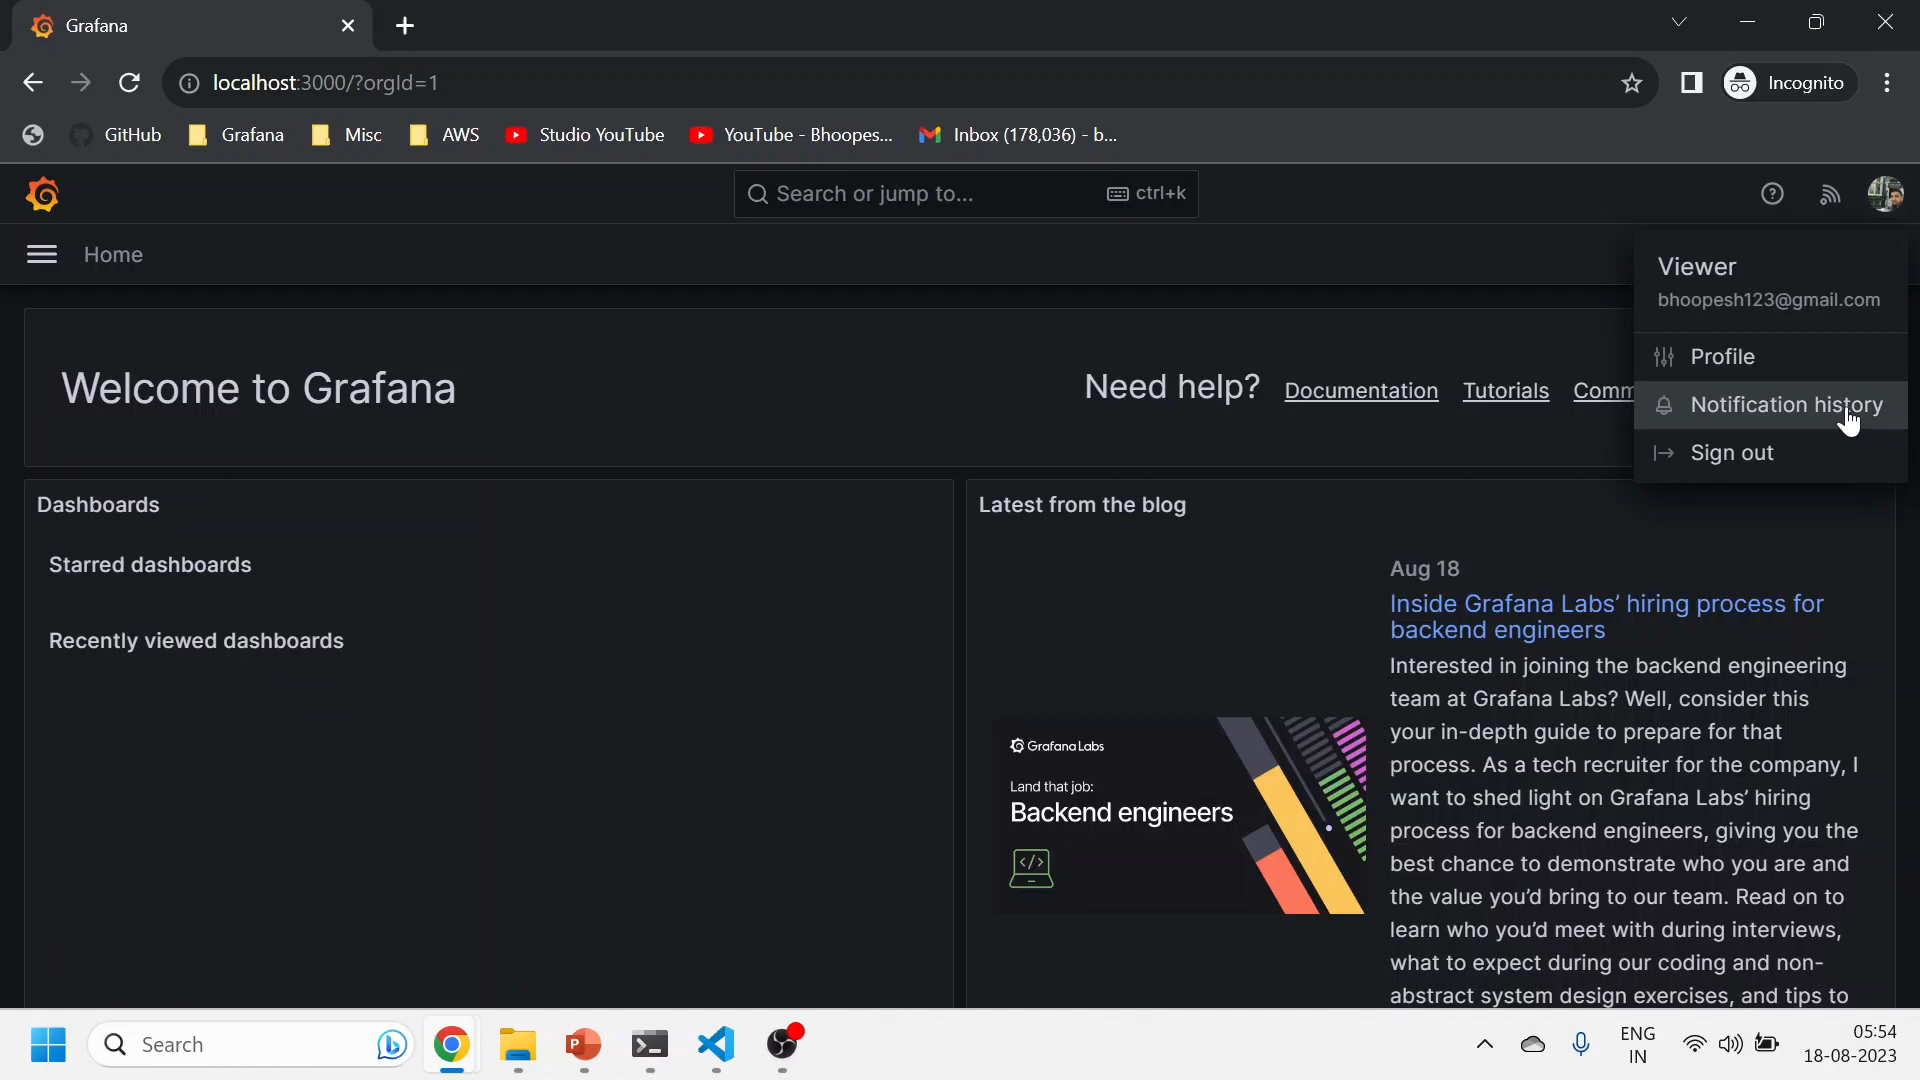 Grafana
localhost:3000/?orgId=1
Incognito
GitHub Grafana Misc AWS Studio YouTube YouTube - Bhoopes... Inbox (178,036) - b...
Search or jump to... ctrl+k
Home
Viewer
bhoopesh123@gmail.com
Profile
Notification history
Sign out
Welcome to Grafana
Need help? Documentation Tutorials Comm
Dashboards
Starred dashboards
Recently viewed dashboards
Latest from the blog
Aug 18
Inside Grafana Labs’ hiring process for
backend engineers
Interested in joining the backend engineering
team at Grafana Labs? Well, consider this
your in-depth guide to prepare for that
process. As a tech recruiter for the company, I
want to shed light on Grafana Labs’ hiring
process for backend engineers, giving you the
best chance to demonstrate who you are and
the value you’d bring to our team. Read on to
learn who you’d meet with during interviews,
what to expect during our coding and non-
abstract system design exercises, and tips to
Grafana Labs
Land that job:
Backend engineers
Search
ENG
IN
05:54
18-08-2023